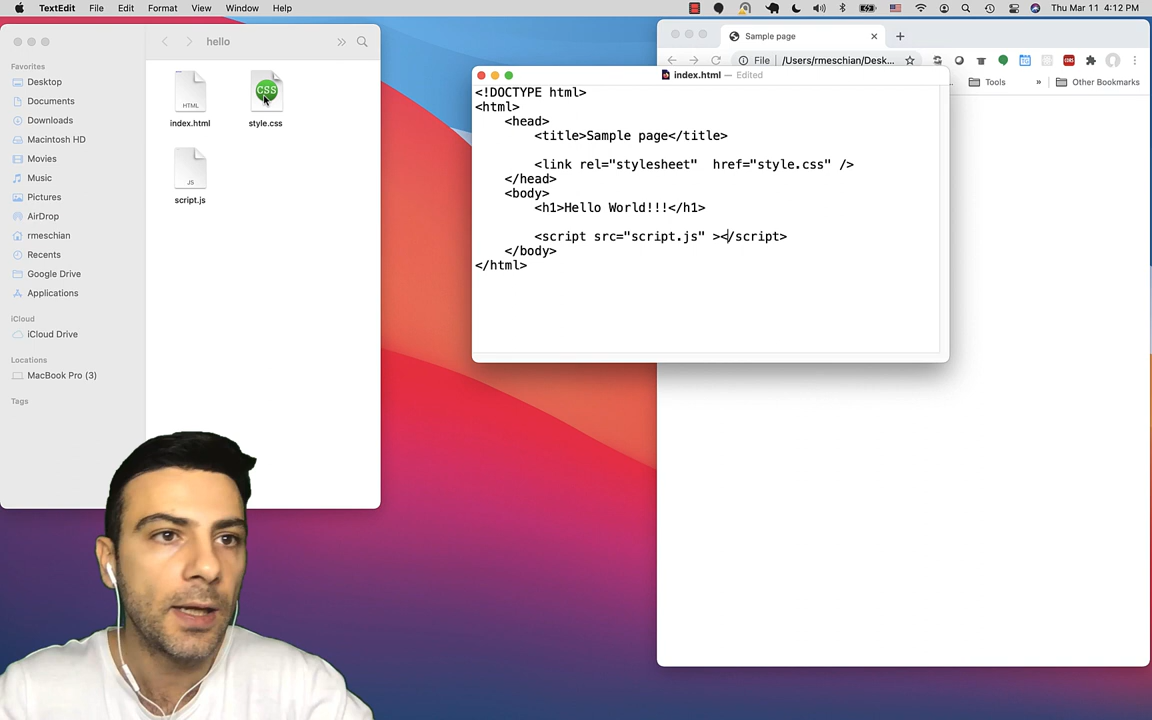 TextEdit File Edit Format View Window Help Thu Mar 11 4:12 PM
hello
Favorites
Desktop
Documents
Downloads
Macintosh HD
Movies
Music
Pictures
AirDrop
rmeschian
Recents
Google Drive
Applications
iCloud
iCloud Drive
Locations
MacBook Pro (3)
Tags
HTML
index.html
CSS
style.css
JS
script.js
Sample page
File /Users/rmeschian/Desk...
Tools » Other Bookmarks
index.html — Edited
<!DOCTYPE html>
<html>
<head>
<title>Sample page</title>
<link rel="stylesheet"  href="style.css" />
</head>
<body>
<h1>Hello World!!!</h1>
<script src="script.js" ></script>
</body>
</html>